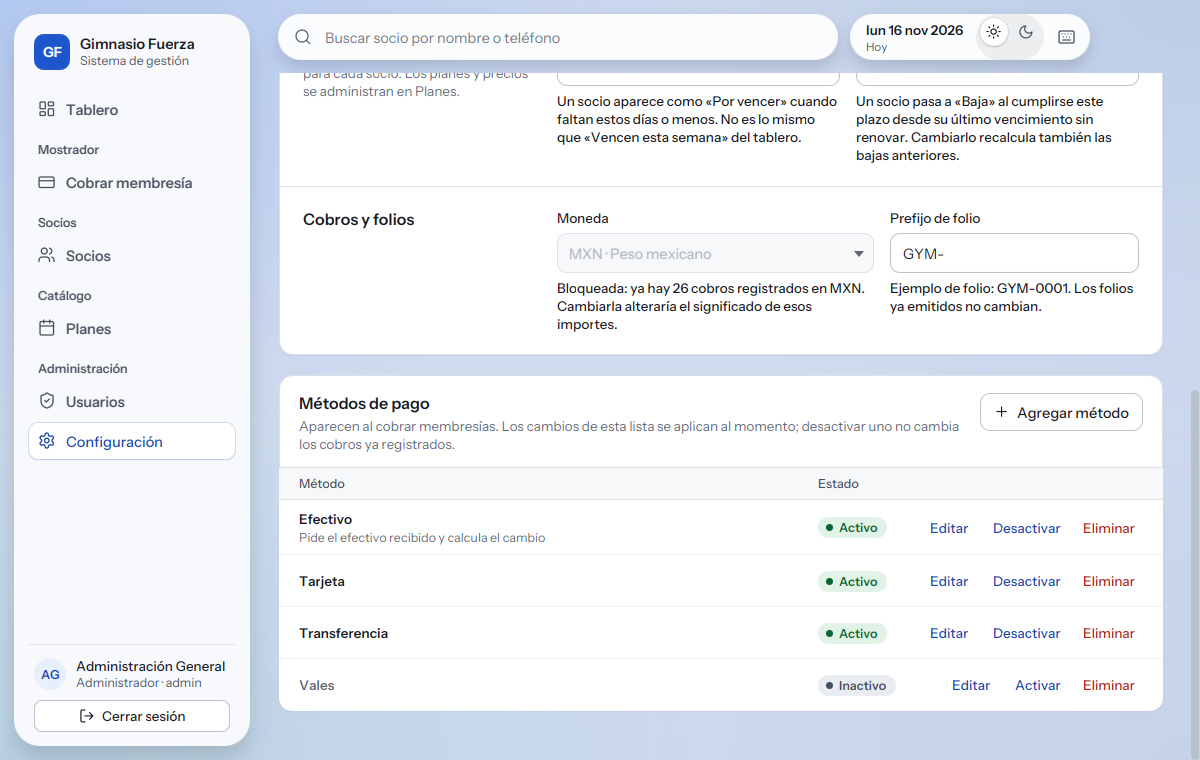 GF
Gimnasio Fuerza
Sistema de gestión
Tablero
Mostrador
Cobrar membresía
Socios
Socios
Catálogo
Planes
Administración
Usuarios
Configuración
AG
Administración General
Administrador · admin
Cerrar sesión
Buscar socio por nombre o teléfono
lun 16 nov 2026
Hoy
para cada socio. Los planes y precios
se administran en Planes.
Un socio aparece como «Por vencer» cuando
faltan estos días o menos. No es lo mismo
que «Vencen esta semana» del tablero.
Un socio pasa a «Baja» al cumplirse este
plazo desde su último vencimiento sin
renovar. Cambiarlo recalcula también las
bajas anteriores.
Cobros y folios
Moneda
MXN · Peso mexicano
Bloqueada: ya hay 26 cobros registrados en MXN.
Cambiarla alteraría el significado de esos
importes.
Prefijo de folio
GYM-
Ejemplo de folio: GYM-0001. Los folios
ya emitidos no cambian.
Métodos de pago
Aparecen al cobrar membresías. Los cambios de esta lista se aplican al momento; desactivar uno no cambia
los cobros ya registrados.
Agregar método
Método Estado
Efectivo
Pide el efectivo recibido y calcula el cambio
Activo Editar Desactivar Eliminar
Tarjeta Activo Editar Desactivar Eliminar
Transferencia Activo Editar Desactivar Eliminar
Vales Inactivo Editar Activar Eliminar